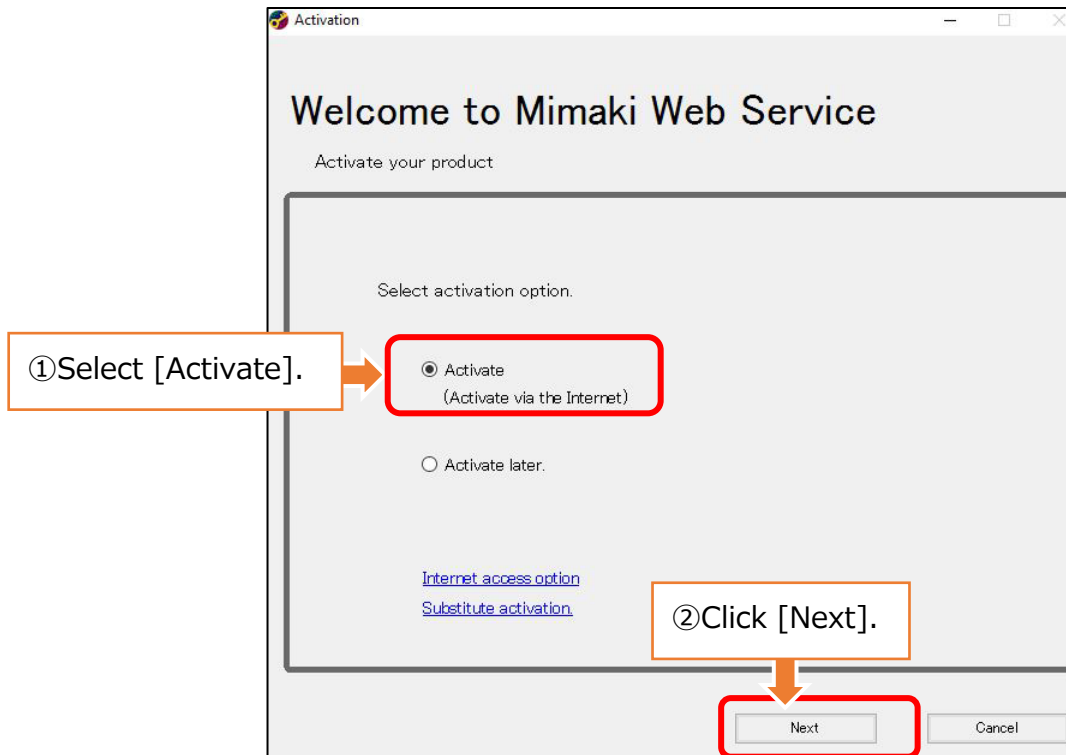 Activation
Welcome to Mimaki Web Service
Activate your product
Select activation option.
①Select [Activate].
Activate
(Activate via the Internet)
Activate later.
Internet access option
Substitute activation.
②Click [Next].
Next
Cancel